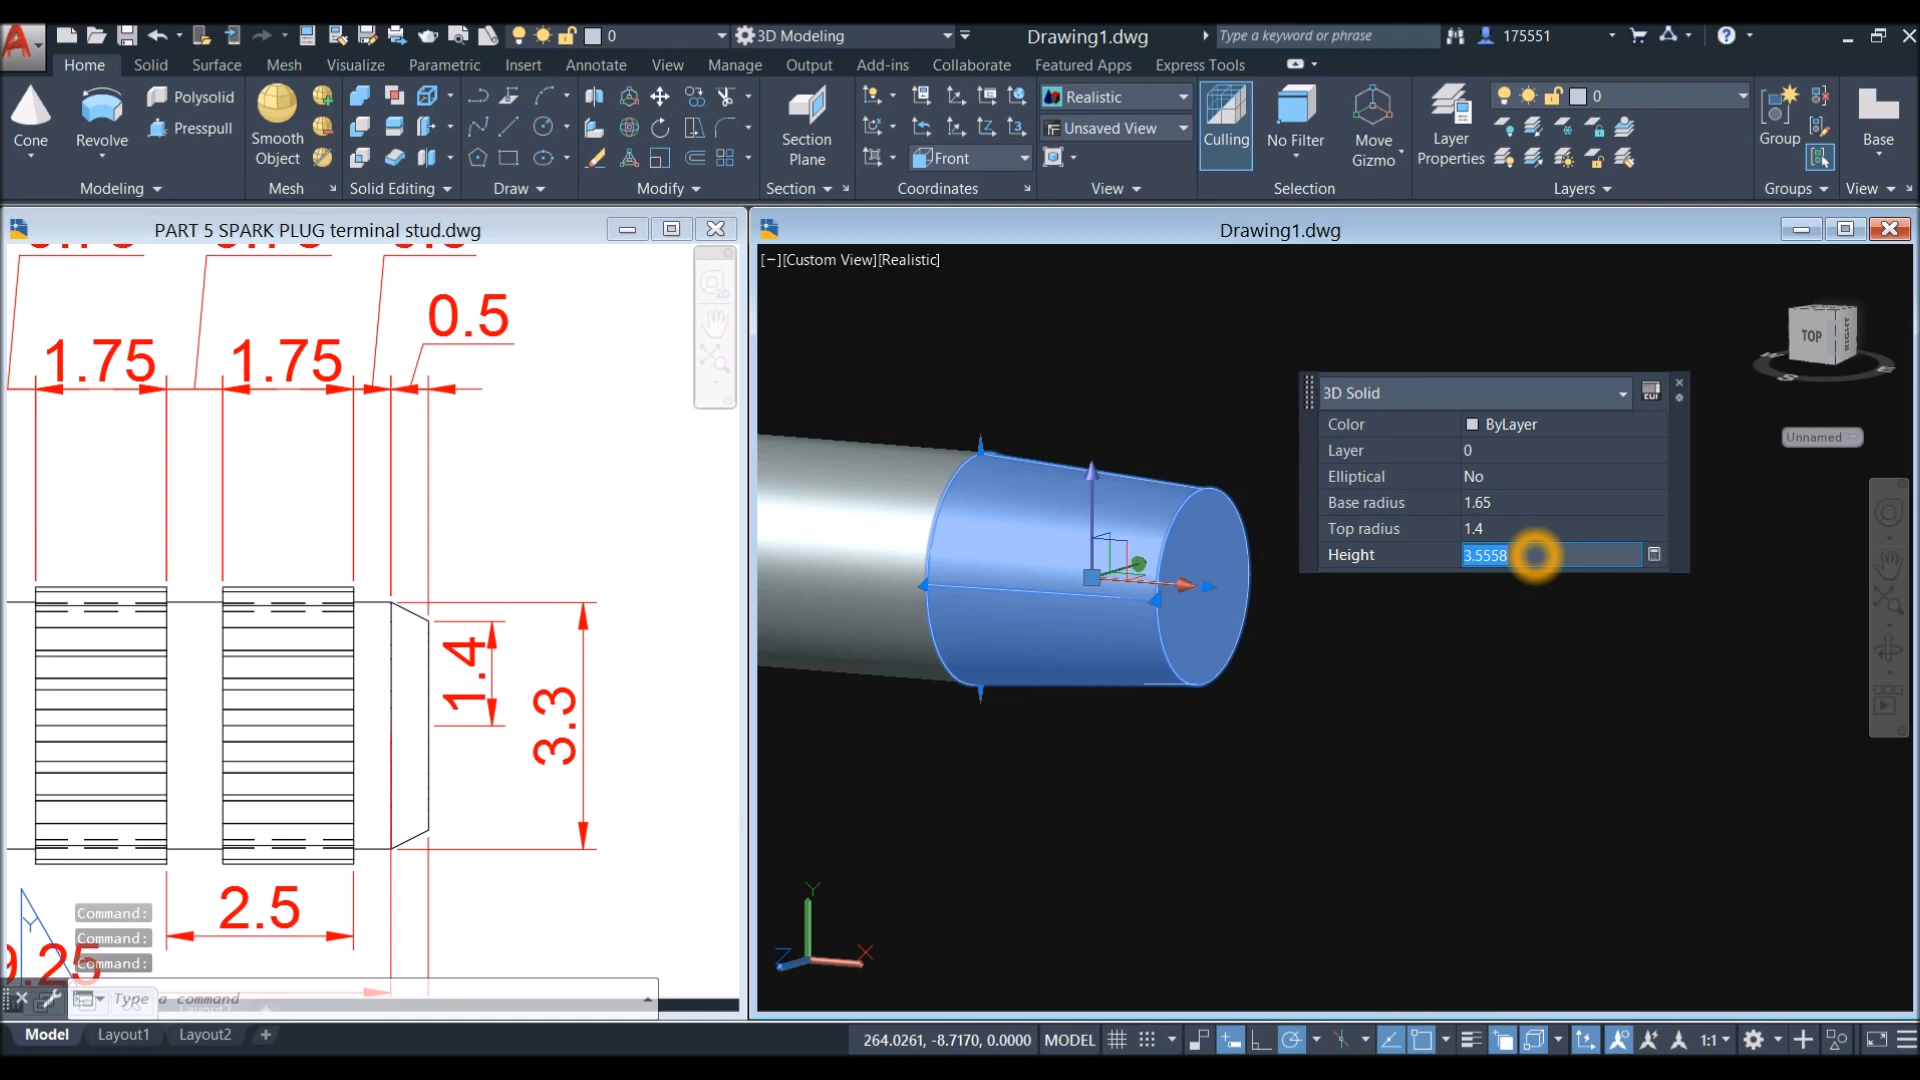 0
3D Modeling
Drawing1.dwg
Type a keyword or phrase
175551
Home
Solid
Surface
Mesh
Visualize
Parametric
Insert
Annotate
View
Manage
Output
Add-ins
Collaborate
Featured Apps
Express Tools
Cone
Revolve
Polysolid
Presspull
Smooth
Object
Section
Plane
Realistic
Unsaved View
Front
Culling
No Filter
Move
Gizmo
Layer
Properties
0
Group
Base
Modeling
Mesh
Solid Editing
Draw
Modify
Section
Coordinates
View
Selection
Layers
Groups
View
PART 5 SPARK PLUG terminal stud.dwg
0.5
1.75
1.75
1.4
3.3
2.5
9.25
Y
Command:
Command:
Command:
Type a command
Drawing1.dwg
[−][Custom View][Realistic]
TOP
RIGHT
S
E
Unnamed
3D Solid
CUI
Color ByLayer
Layer 0
Elliptical No
Base radius 1.65
Top radius 1.4
Height 3.5558
Y
Z
X
Model
Layout1
Layout2
+
264.0261, -8.7170, 0.0000
MODEL
1:1